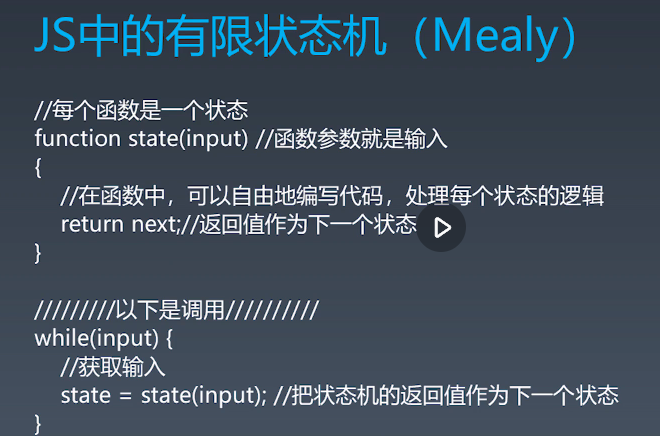 JS中的有限状态机（Mealy）
//每个函数是一个状态
function state(input) //函数参数就是输入
{
//在函数中，可以自由地编写代码，处理每个状态的逻辑
return next;//返回值作为下一个状态
}
/////////以下是调用//////////
while(input) {
//获取输入
state = state(input); //把状态机的返回值作为下一个状态
}